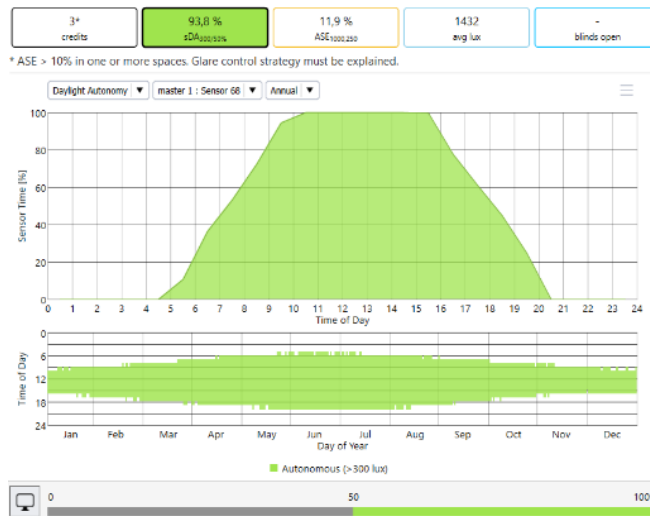 3* 93,8 % 11,9 % 1432 -
credits sDA300/50% ASE1000,250 avg lux blinds open
* ASE > 10% in one or more spaces. Glare control strategy must be explained.
Daylight Autonomy ▼ master 1 : Sensor 68 ▼ Annual ▼
Sensor Time [%]
100
80
60
40
20
0
0 1 2 3 4 5 6 7 8 9 10 11 12 13 14 15 16 17 18 19 20 21 22 23 24
Time of Day
Time of Day
0
6
12
18
24
Jan Feb Mar Apr May Jun Jul Aug Sep Oct Nov Dec
Day of Year
Autonomous (>300 lux)
0 50 100